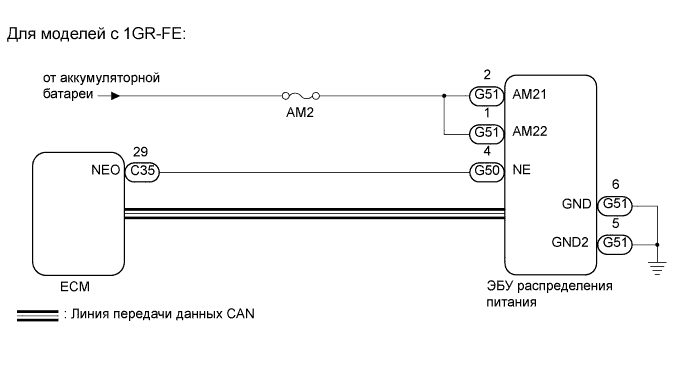 Для моделей с 1GR-FE:
от аккумуляторной
батареи
AM2
2
G51
AM21
1
G51
AM22
29
NEO
C35
4
G50
NE
6
GND
G51
5
GND2
G51
ECM
ЭБУ распределения
питания
: Линия передачи данных CAN